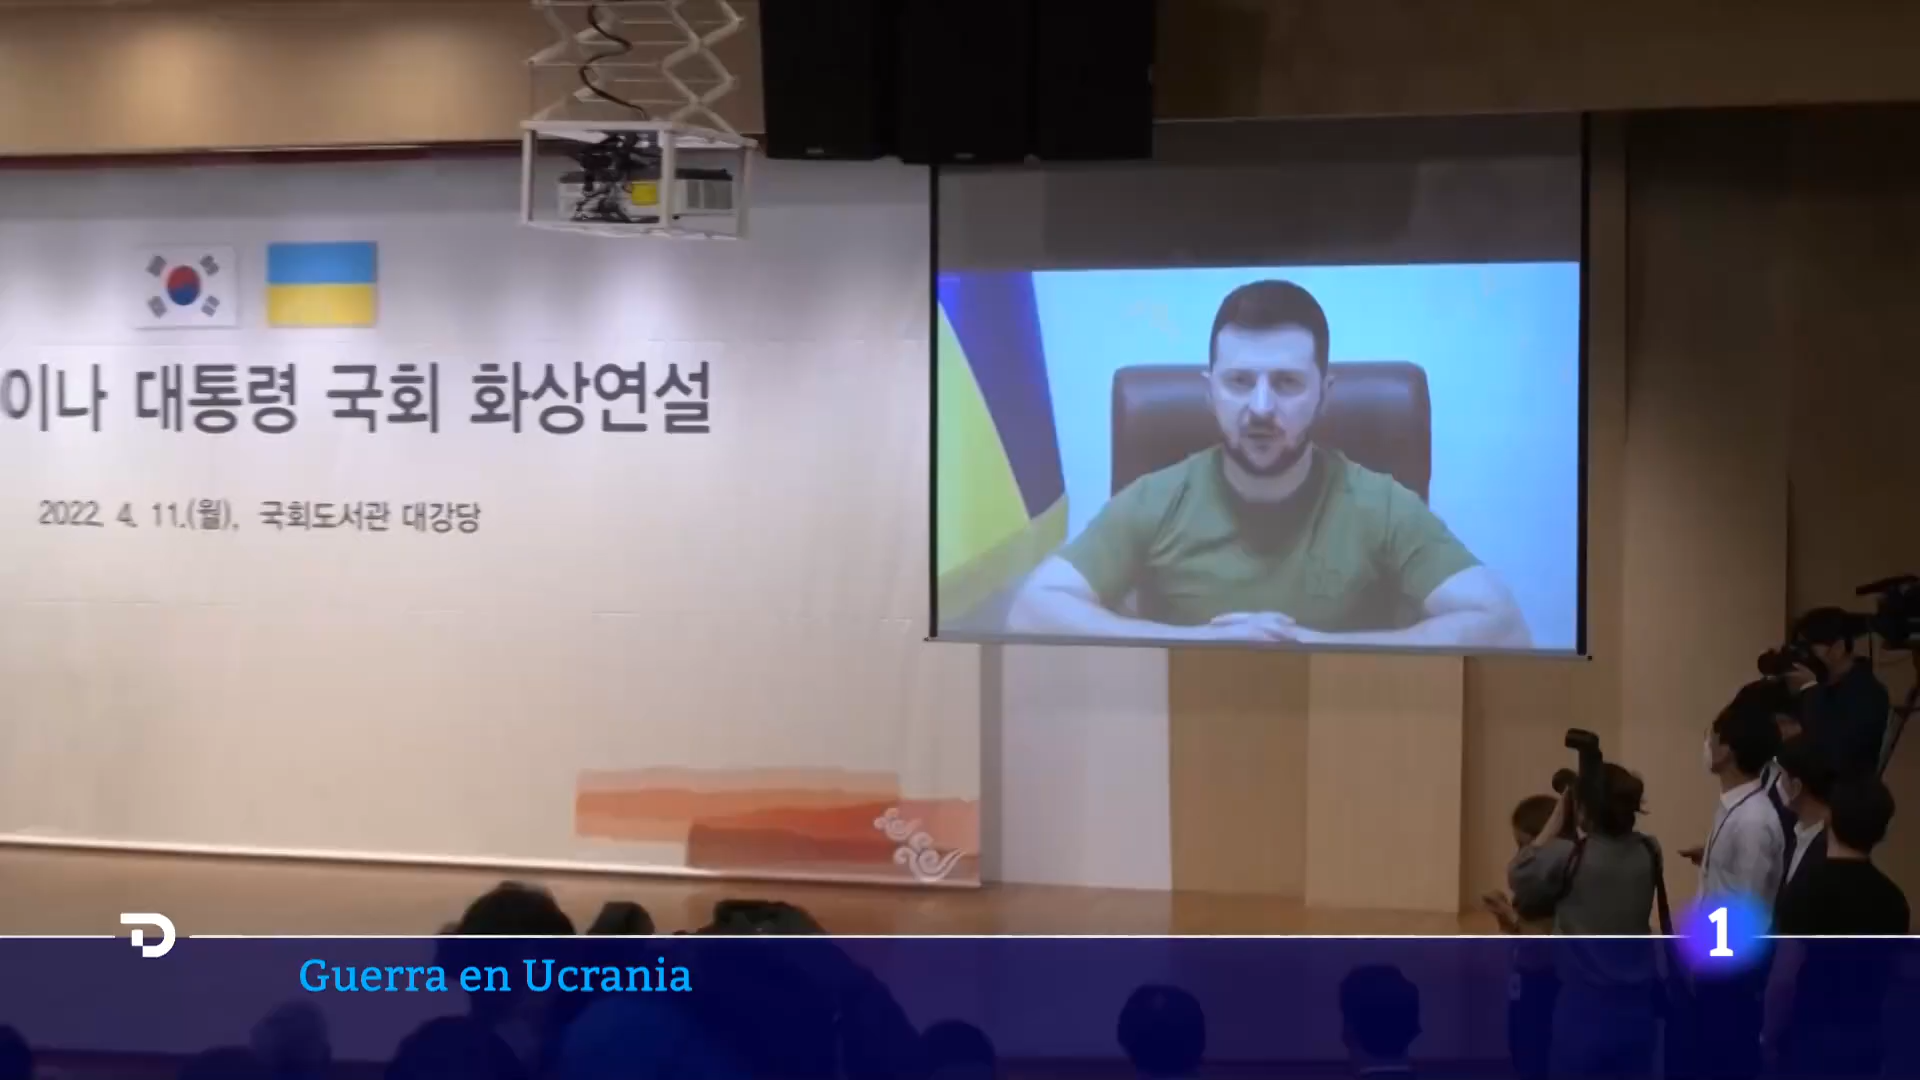 이나 대통령 국회 화상연설
2022. 4. 11.(월), 국회도서관 대강당
Guerra en Ucrania
1